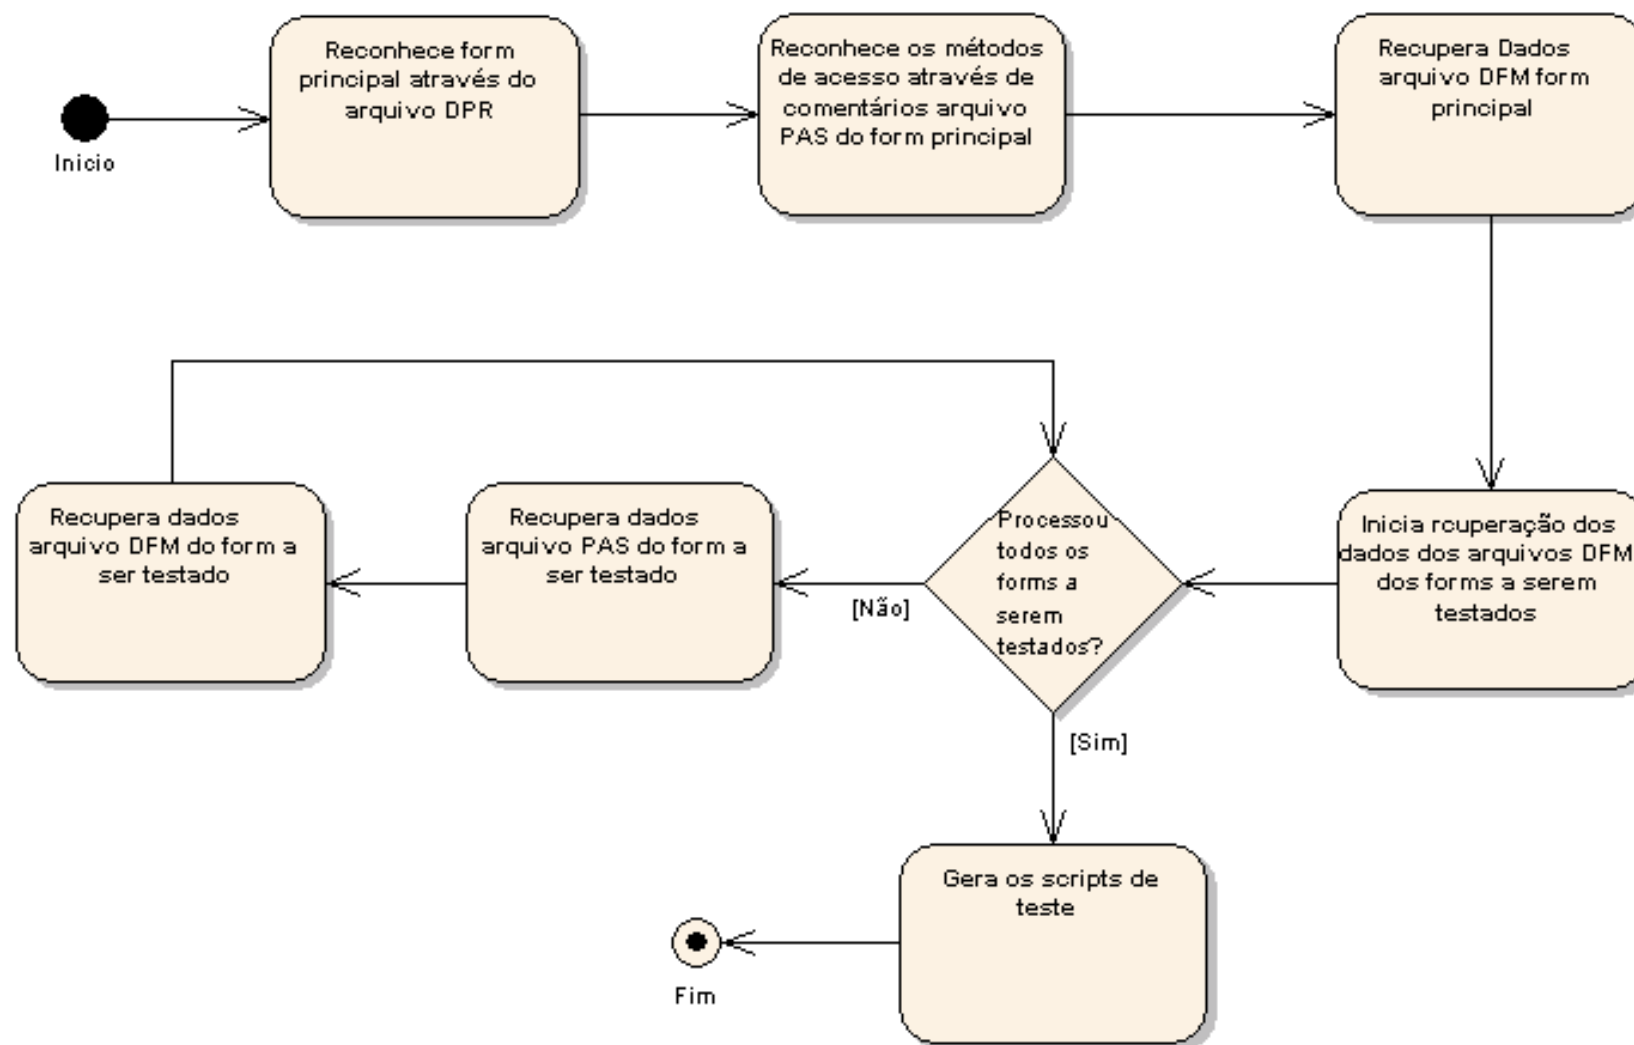 Reconhece form
principal através do
arquivo DPR
Reconhece os métodos
de acesso através de
comentários arquivo
PAS do form principal
Recupera Dados
arquivo DFM form
principal
Inicio
Recupera dados
arquivo DFM do form a
ser testado
Recupera dados
arquivo PAS do form a
ser testado
Processou
todos os
forms a
serem
testados?
Inicia rcuperação dos
dados dos arquivos DFM
dos forms a serem
testados
[Não]
[Sim]
Gera os scripts de
teste
Fim